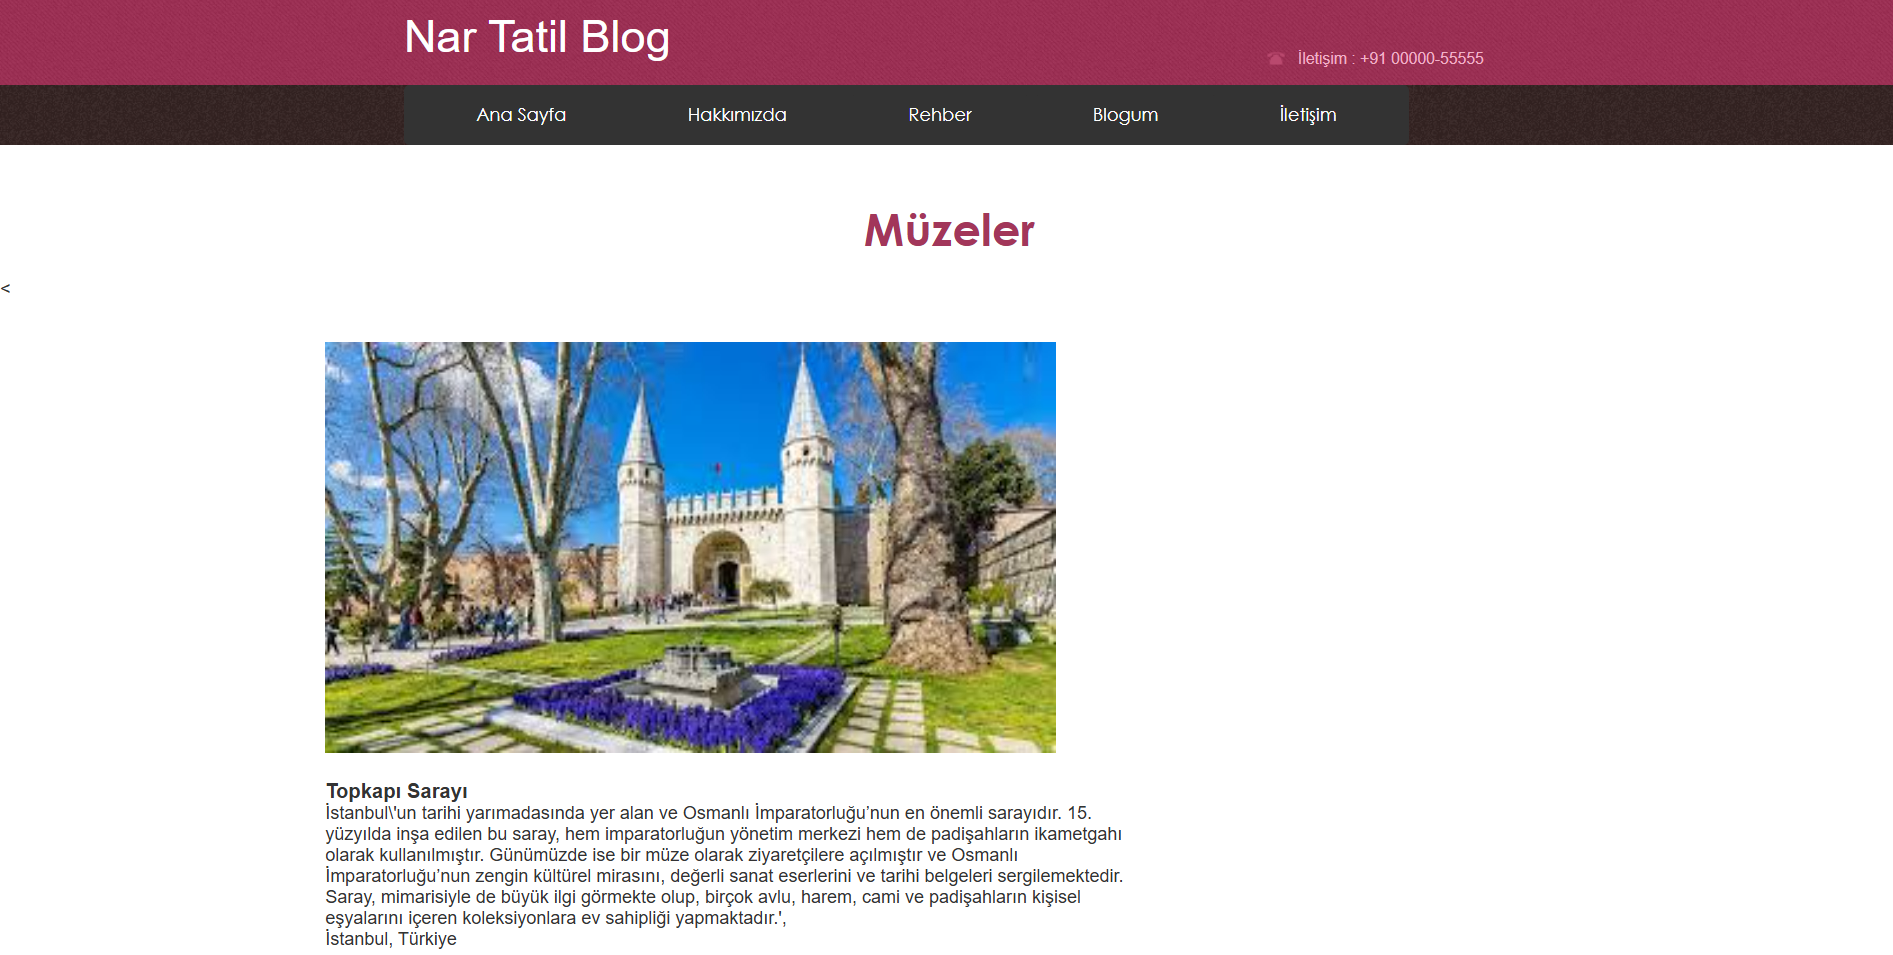 Nar Tatil Blog
İletişim : +91 00000-55555
Ana Sayfa Hakkımızda Rehber Blogum İletişim
Müzeler
<
Topkapı Sarayı
İstanbul\'un tarihi yarımadasında yer alan ve Osmanlı İmparatorluğu’nun en önemli sarayıdır. 15.
yüzyılda inşa edilen bu saray, hem imparatorluğun yönetim merkezi hem de padişahların ikametgahı
olarak kullanılmıştır. Günümüzde ise bir müze olarak ziyaretçilere açılmıştır ve Osmanlı
İmparatorluğu’nun zengin kültürel mirasını, değerli sanat eserlerini ve tarihi belgeleri sergilemektedir.
Saray, mimarisiyle de büyük ilgi görmekte olup, birçok avlu, harem, cami ve padişahların kişisel
eşyalarını içeren koleksiyonlara ev sahipliği yapmaktadır.',
İstanbul, Türkiye